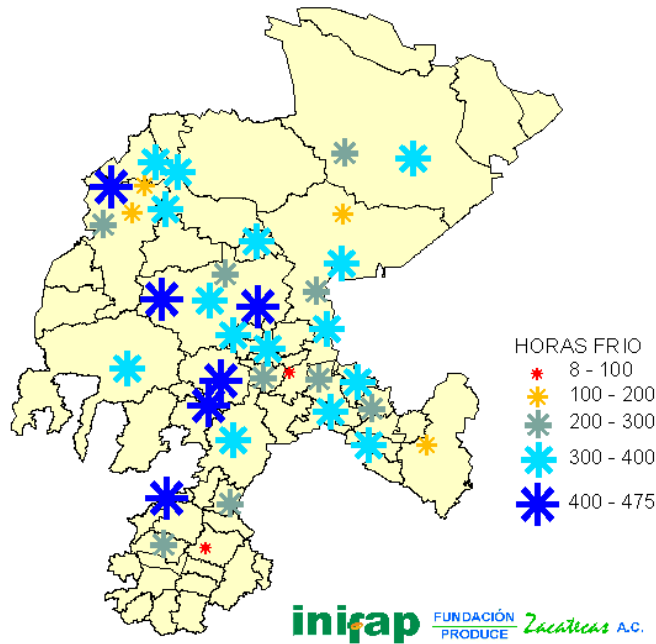 HORAS FRIO
8 - 100
100 - 200
200 - 300
300 - 400
400 - 475
inifap
FUNDACIÓN
PRODUCE
Zacatecas A.C.